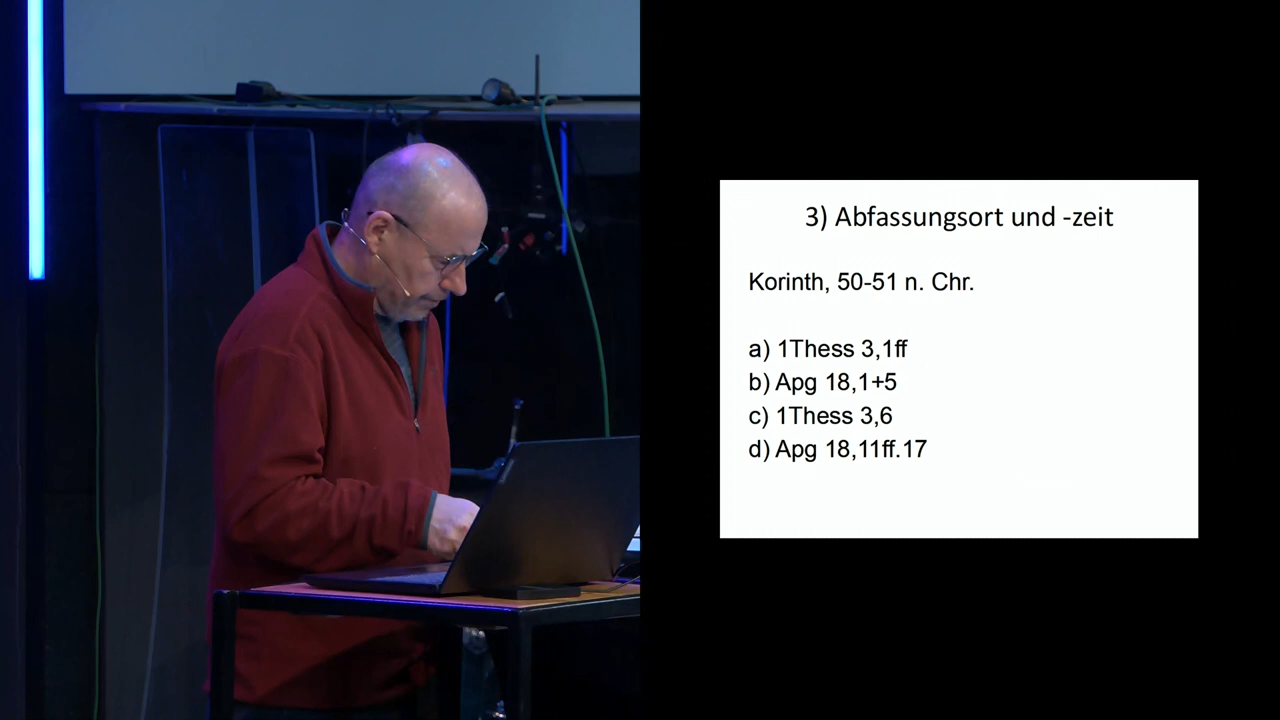 3) Abfassungsort und -zeit
Korinth, 50-51 n. Chr.
a) 1Thess 3,1ff
b) Apg 18,1+5
c) 1Thess 3,6
d) Apg 18,11ff.17